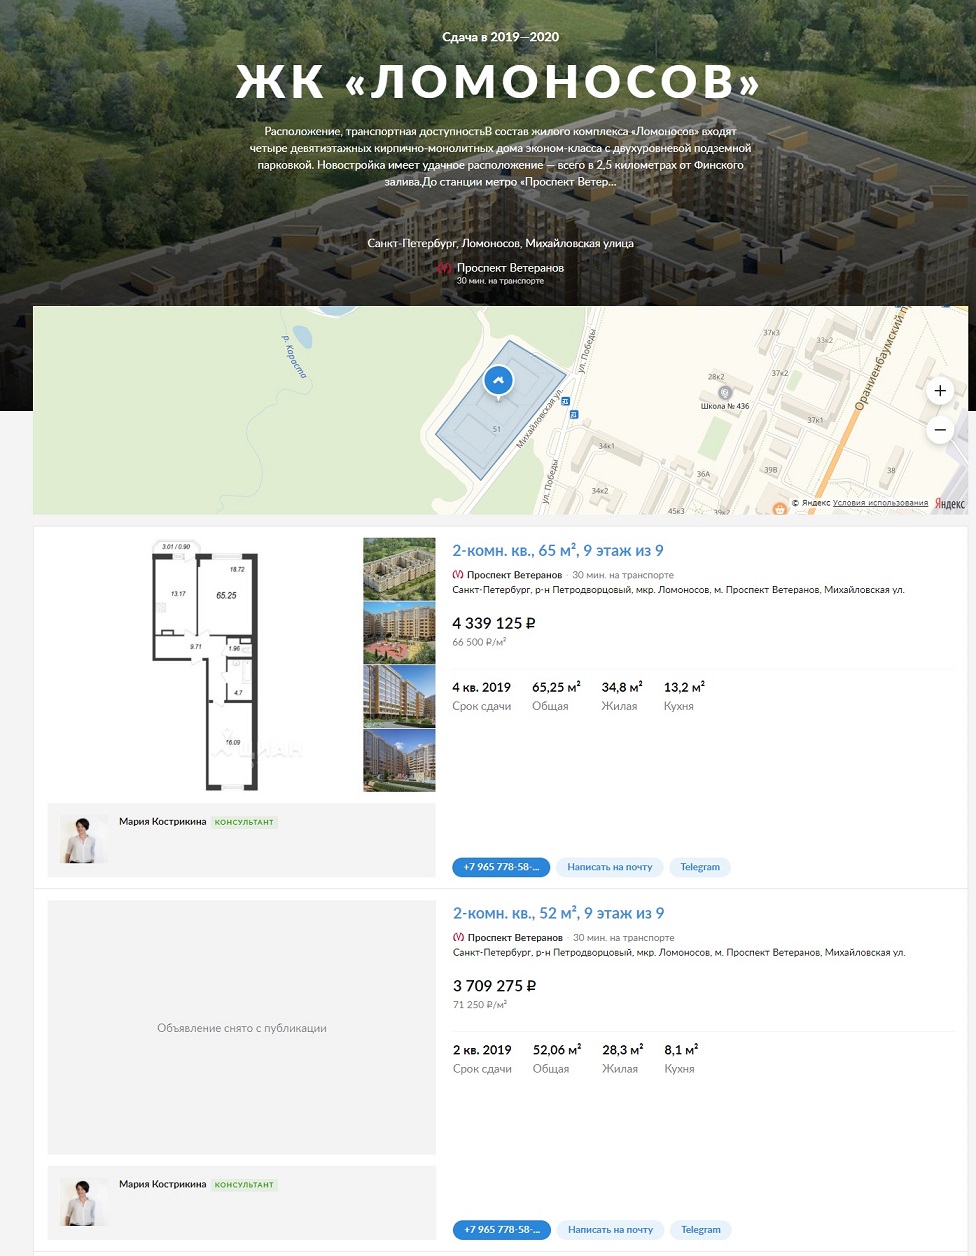 Сдача в 2019—2020
ЖК «ЛОМОНОСОВ»
Расположение, транспортная доступностьВ состав жилого комплекса «Ломоносов» входят
четыре девятиэтажных кирпично-монолитных дома эконом-класса с двухуровневой подземной
парковкой. Новостройка имеет удачное расположение — всего в 2,5 километрах от Финского
залива.До станции метро «Проспект Ветер...
Санкт-Петербург, Ломоносов, Михайловская улица
Проспект Ветеранов
30 мин. на транспорте
р. Кароста
ул. Победы
Михайловская ул.
ул. Победы
51
37к3
33к2
37к2
28к2
Школа № 436
37к1
Ораниенбаумский п
34к1
36А
39В
38
34к2
45к3
39к2
+
−
© Яндекс Условия использования Яндекс
3.01 / 0.90
18.72
13.17
65.25
9.71
1.96
4.7
16.09
ЦИАН
2-комн. кв., 65 м², 9 этаж из 9
Проспект Ветеранов · 30 мин. на транспорте
Санкт-Петербург, р-н Петродворцовый, мкр. Ломоносов, м. Проспект Ветеранов, Михайловская ул.
4 339 125 ₽
66 500 ₽/м²
4 кв. 2019 65,25 м² 34,8 м² 13,2 м²
Срок сдачи Общая Жилая Кухня
Мария Кострикина КОНСУЛЬТАНТ
+7 965 778-58-... Написать на почту Telegram
2-комн. кв., 52 м², 9 этаж из 9
Проспект Ветеранов · 30 мин. на транспорте
Санкт-Петербург, р-н Петродворцовый, мкр. Ломоносов, м. Проспект Ветеранов, Михайловская ул.
3 709 275 ₽
71 250 ₽/м²
Объявление снято с публикации
2 кв. 2019 52,06 м² 28,3 м² 8,1 м²
Срок сдачи Общая Жилая Кухня
Мария Кострикина КОНСУЛЬТАНТ
+7 965 778-58-... Написать на почту Telegram